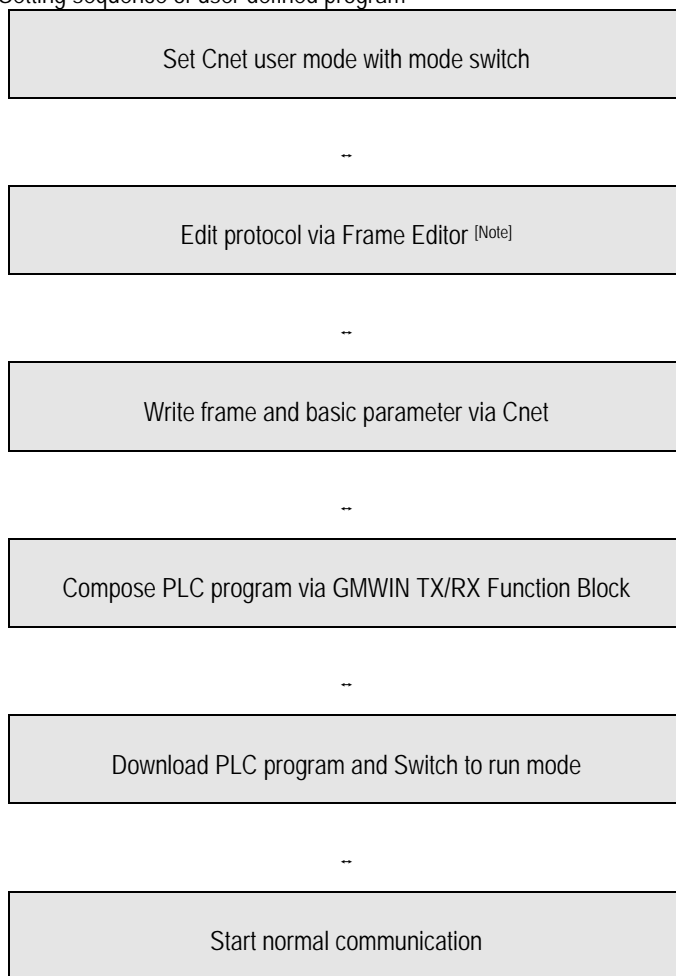 Setting sequence of user defined program
Set Cnet user mode with mode switch
↔
Edit protocol via Frame Editor [Note]
↔
Write frame and basic parameter via Cnet
↔
Compose PLC program via GMWIN TX/RX Function Block
↔
Download PLC program and Switch to run mode
↔
Start normal communication